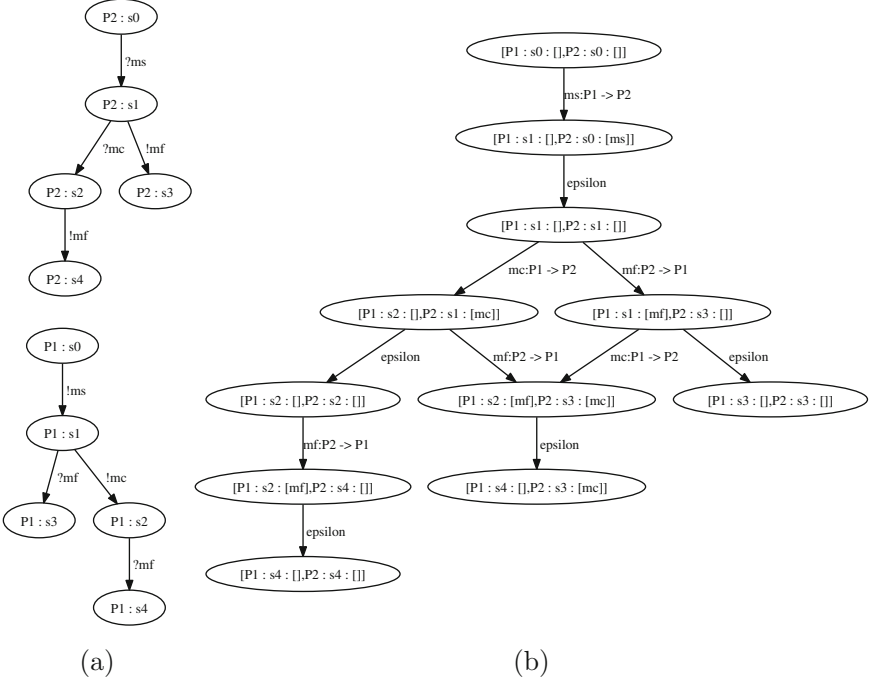 P2 : s0
?ms
P2 : s1
?mc
!mf
P2 : s2
P2 : s3
!mf
P2 : s4
P1 : s0
!ms
P1 : s1
?mf
!mc
P1 : s3
P1 : s2
?mf
P1 : s4
(a)
[P1 : s0 : [],P2 : s0 : []]
ms:P1 -> P2
[P1 : s1 : [],P2 : s0 : [ms]]
epsilon
[P1 : s1 : [],P2 : s1 : []]
mc:P1 -> P2
mf:P2 -> P1
[P1 : s2 : [],P2 : s1 : [mc]]
[P1 : s1 : [mf],P2 : s3 : []]
epsilon
mf:P2 -> P1
mc:P1 -> P2
epsilon
[P1 : s2 : [],P2 : s2 : []]
[P1 : s2 : [mf],P2 : s3 : [mc]]
[P1 : s3 : [],P2 : s3 : []]
mf:P2 -> P1
epsilon
[P1 : s2 : [mf],P2 : s4 : []]
[P1 : s4 : [],P2 : s3 : [mc]]
epsilon
[P1 : s4 : [],P2 : s4 : []]
(b)